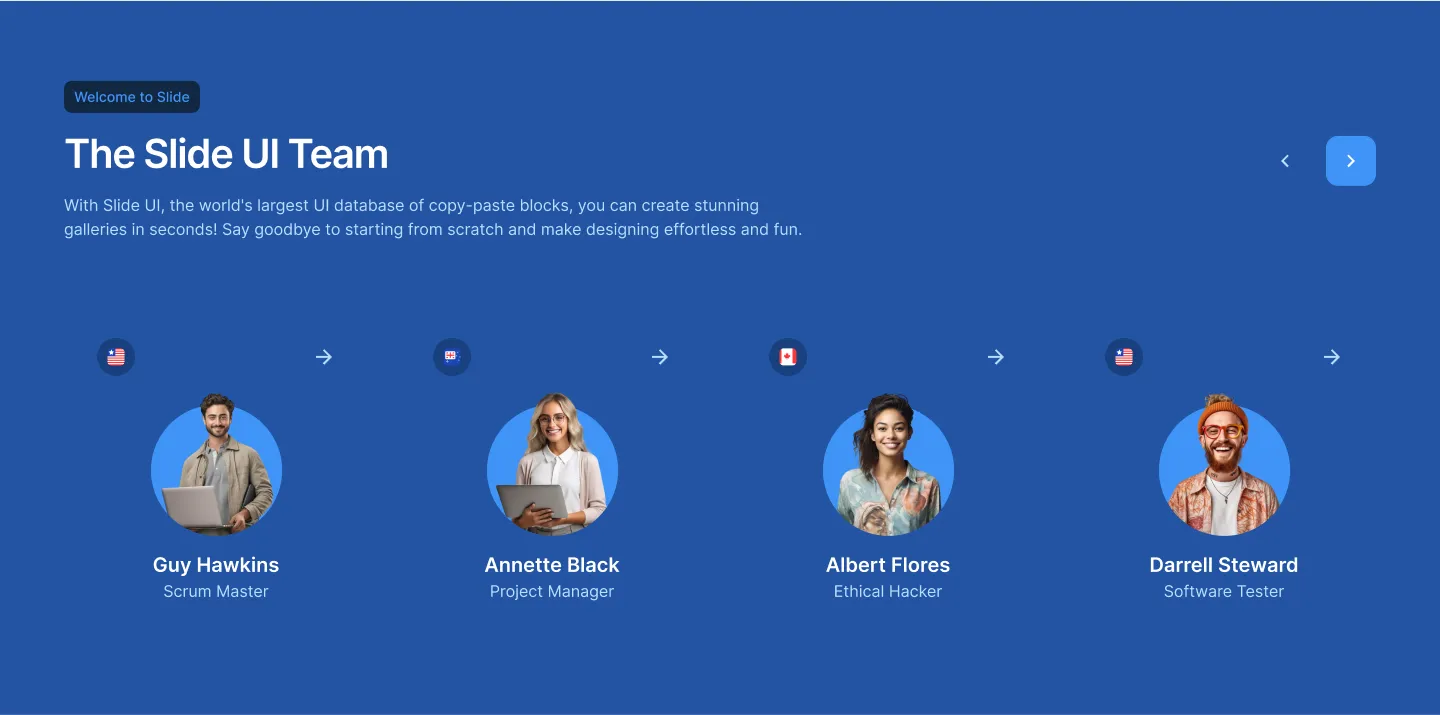 Welcome to Slide
The Slide UI Team
With Slide UI, the world's largest UI database of copy-paste blocks, you can create stunning
galleries in seconds! Say goodbye to starting from scratch and make designing effortless and fun.
Guy Hawkins
Scrum Master
Annette Black
Project Manager
Albert Flores
Ethical Hacker
Darrell Steward
Software Tester